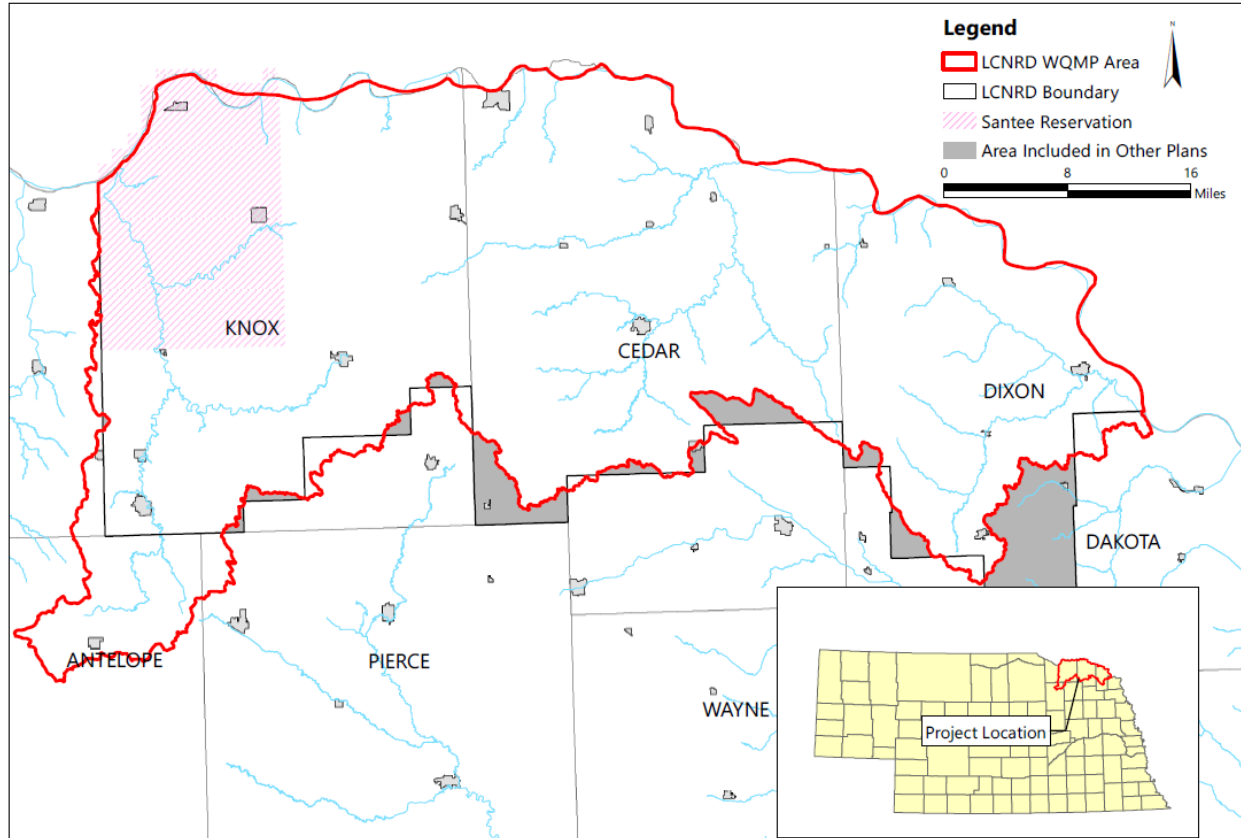 Legend
N
LCNRD WQMP Area
LCNRD Boundary
Santee Reservation
Area Included in Other Plans
0 8 16
Miles
KNOX
CEDAR
DIXON
DAKOTA
ANTELOPE
PIERCE
WAYNE
Project Location